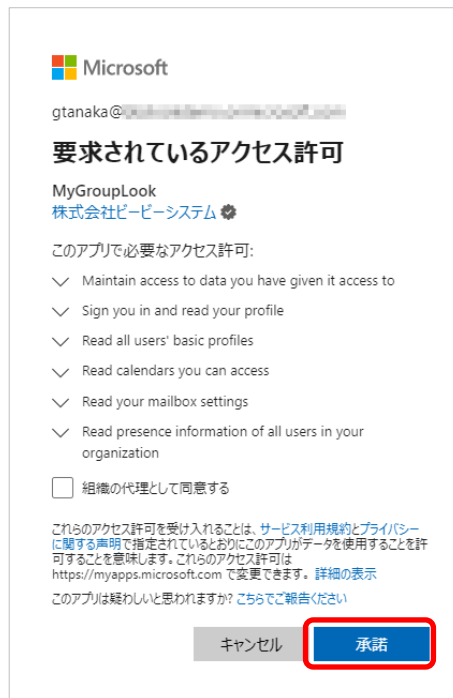 Microsoft
gtanaka@
要求されているアクセス許可
MyGroupLook
株式会社ビービーシステム
このアプリで必要なアクセス許可:
Maintain access to data you have given it access to
Sign you in and read your profile
Read all users' basic profiles
Read calendars you can access
Read your mailbox settings
Read presence information of all users in your
organization
組織の代理として同意する
これらのアクセス許可を受け入れることは、サービス利用規約とプライバシー
に関する声明で指定されているとおりにこのアプリがデータを使用することを許
可することを意味します。これらのアクセス許可は
https://myapps.microsoft.com で変更できます。 詳細の表示
このアプリは疑わしいと思われますか? こちらでご報告ください
キャンセル
承諾